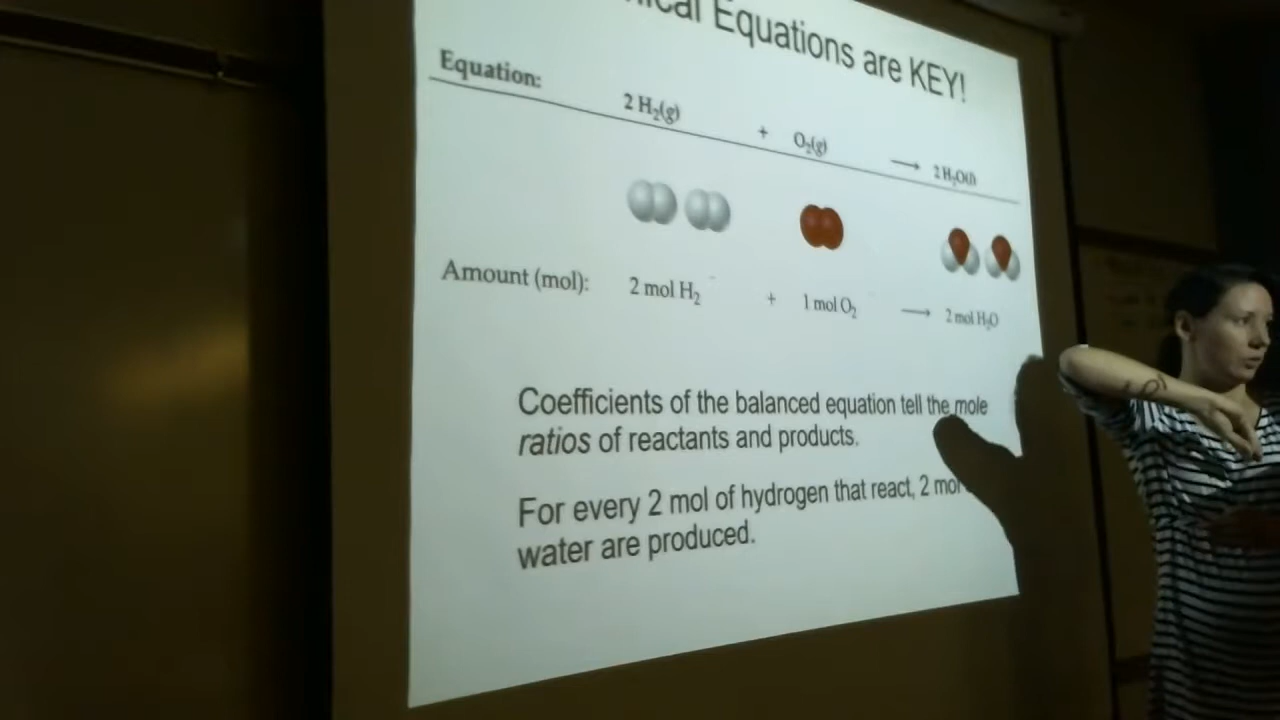 Equations are KEY!
Equation: 2 H₂(g) + O₂(g) → 2 H₂O(l)
Amount (mol): 2 mol H₂ + 1 mol O₂ → 2 mol H₂O
Coefficients of the balanced equation tell the mole
ratios of reactants and products.
For every 2 mol of hydrogen that react, 2 mol
water are produced.